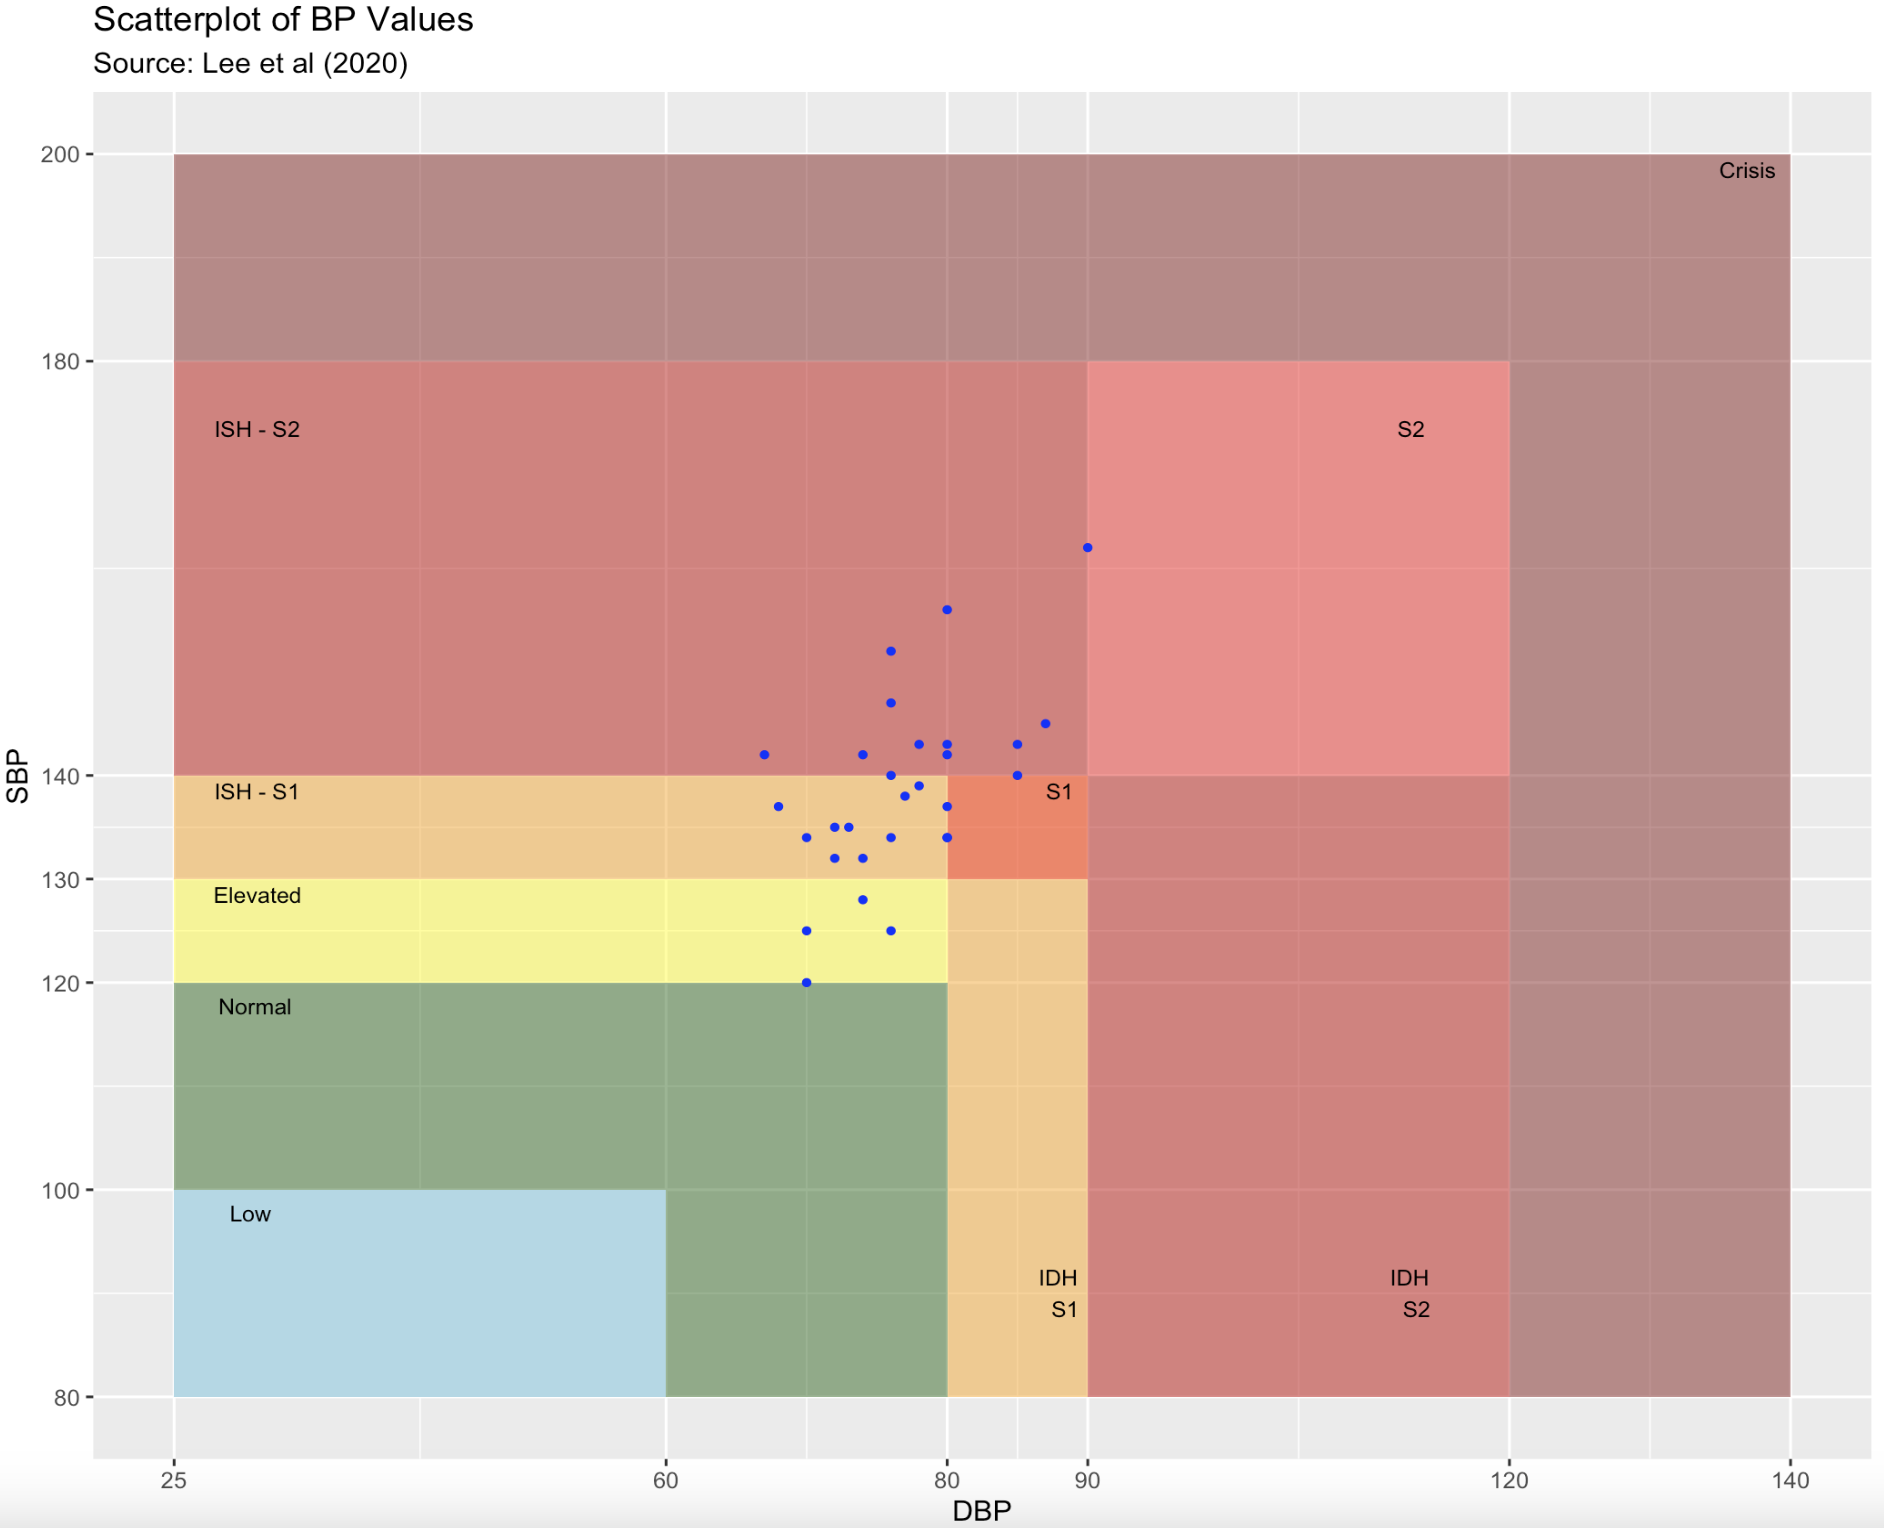 Scatterplot of BP Values
Source: Lee et al (2020)
200
Crisis
180
ISH - S2
S2
SBP
140
ISH - S1
S1
130
Elevated
120
Normal
100
Low
IDH
S1
IDH
S2
80
25
60
80
90
120
140
DBP